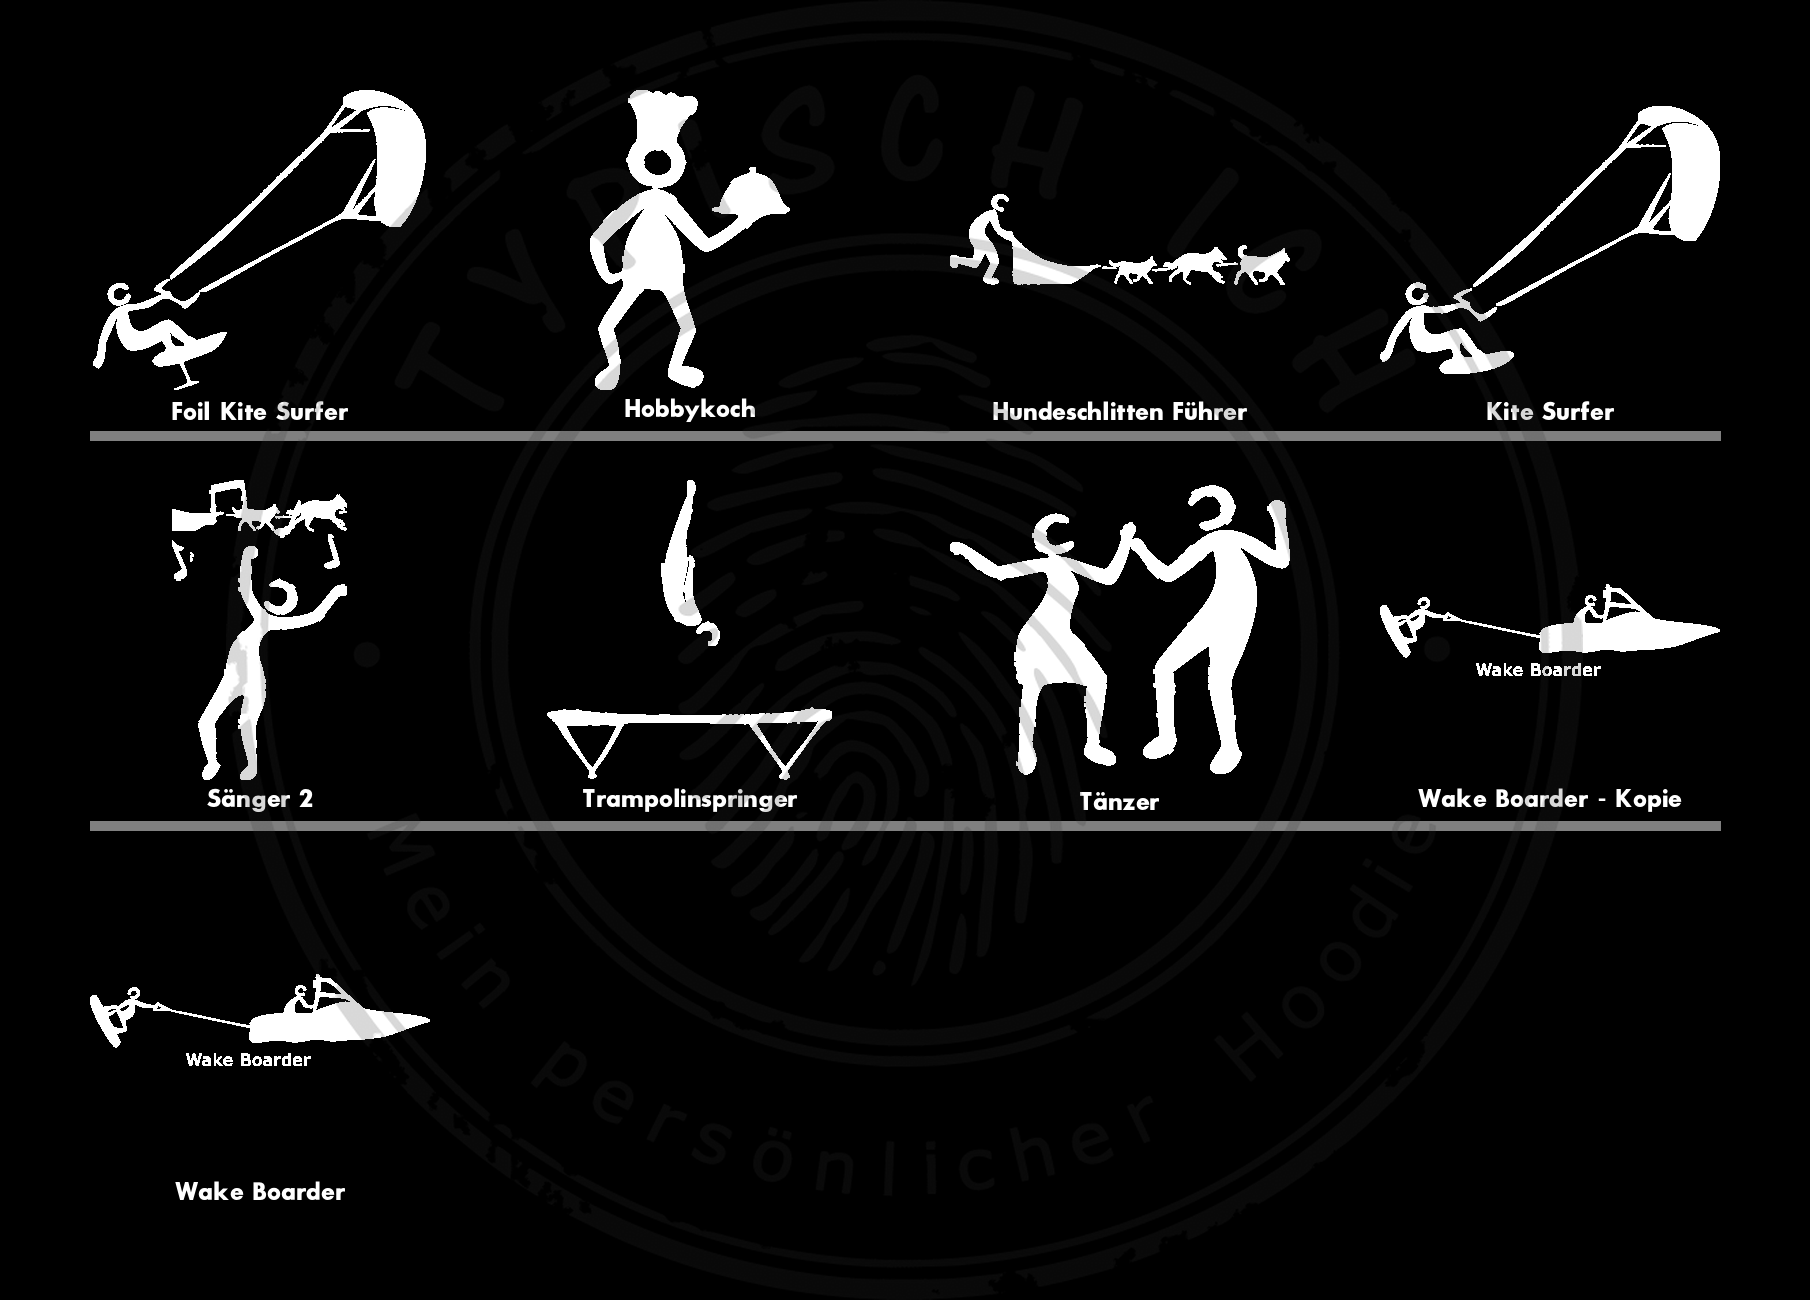 TYPISCH ICH
Foil Kite Surfer
Hobbykoch
Hundeschlitten Führer
Kite Surfer
Wake Boarder
Sänger 2
Trampolinspringer
Tänzer
Wake Boarder - Kopie
Wake Boarder
Wake Boarder
Mein persönlicher Hoodie